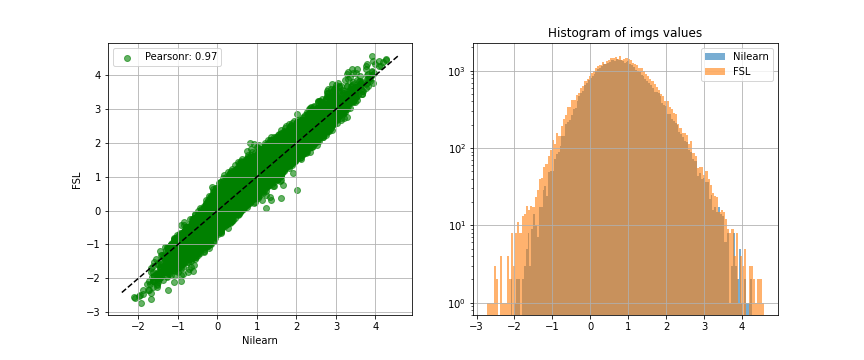 Pearsonr: 0.97
4
3
2
1
0
−1
−2
−3
FSL
−2 −1 0 1 2 3 4
Nilearn
Histogram of imgs values
Nilearn
FSL
10³
10²
10¹
10⁰
−3 −2 −1 0 1 2 3 4